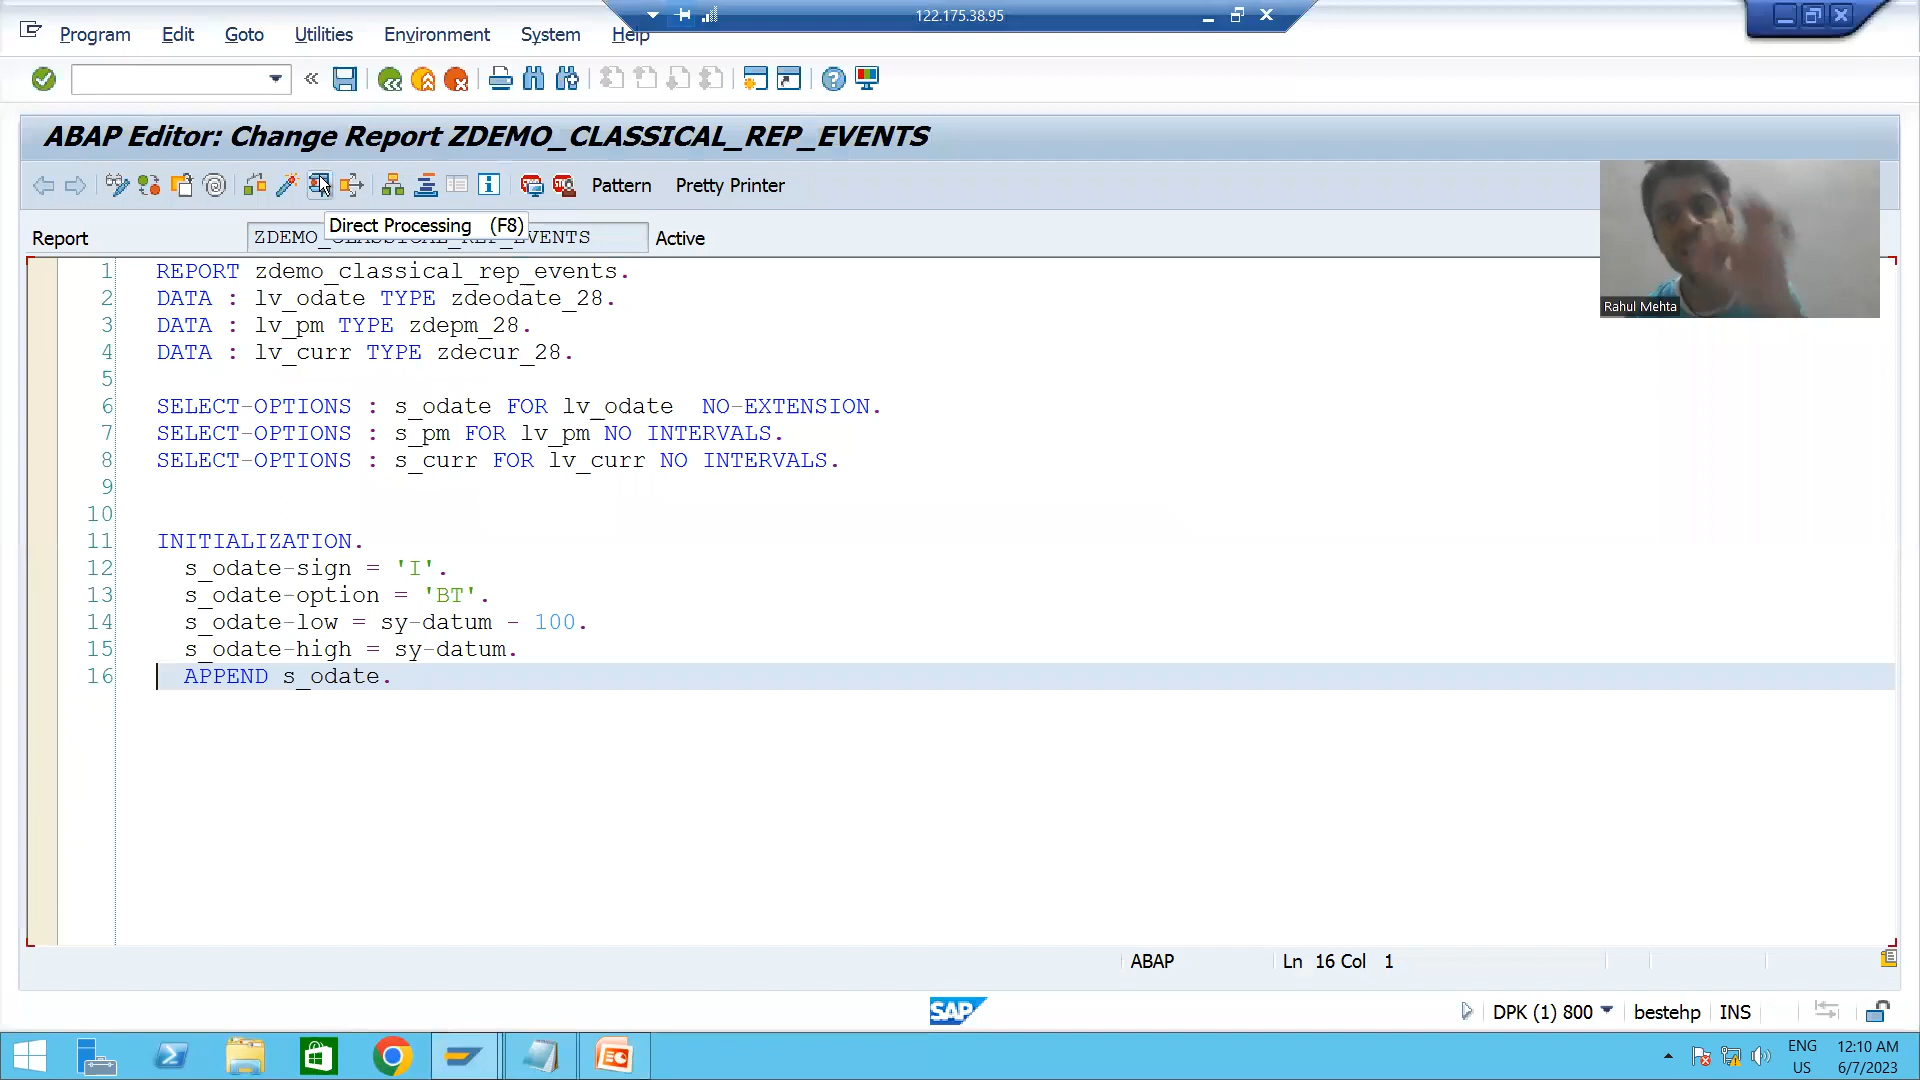 122.175.38.95
Program Edit Goto Utilities Environment System Help
ABAP Editor: Change Report ZDEMO_CLASSICAL_REP_EVENTS
Pattern Pretty Printer
Direct Processing (F8)
Report ZDEMO_CLASSICAL_REP_EVENTS Active
1 REPORT zdemo_classical_rep_events.
2 DATA : lv_odate TYPE zdeodate_28.
3 DATA : lv_pm TYPE zdepm_28.
4 DATA : lv_curr TYPE zdecur_28.
5
6 SELECT-OPTIONS : s_odate FOR lv_odate NO-EXTENSION.
7 SELECT-OPTIONS : s_pm FOR lv_pm NO INTERVALS.
8 SELECT-OPTIONS : s_curr FOR lv_curr NO INTERVALS.
9
10
11 INITIALIZATION.
12 s_odate-sign = 'I'.
13 s_odate-option = 'BT'.
14 s_odate-low = sy-datum - 100.
15 s_odate-high = sy-datum.
16 APPEND s_odate.
Rahul Mehta
ABAP Ln 16 Col 1
SAP
DPK (1) 800 bestehp INS
ENG 12:10 AM
US 6/7/2023